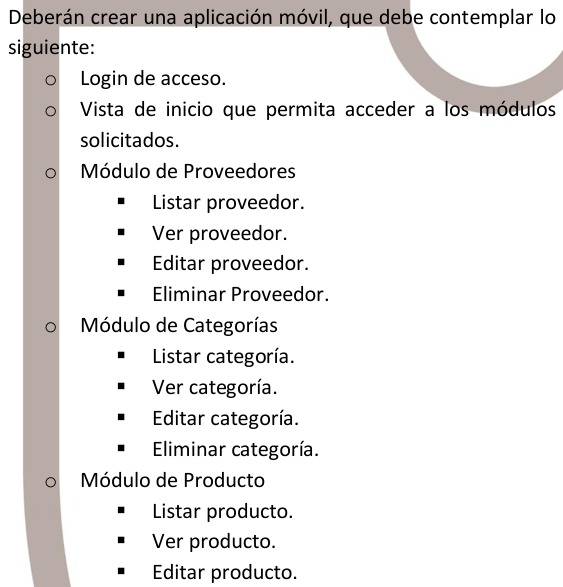 Deberán crear una aplicación móvil, que debe contemplar lo
siguiente:
o Login de acceso.
o Vista de inicio que permita acceder a los módulos
solicitados.
o Módulo de Proveedores
▪ Listar proveedor.
▪ Ver proveedor.
▪ Editar proveedor.
▪ Eliminar Proveedor.
o Módulo de Categorías
▪ Listar categoría.
▪ Ver categoría.
▪ Editar categoría.
▪ Eliminar categoría.
o Módulo de Producto
▪ Listar producto.
▪ Ver producto.
▪ Editar producto.